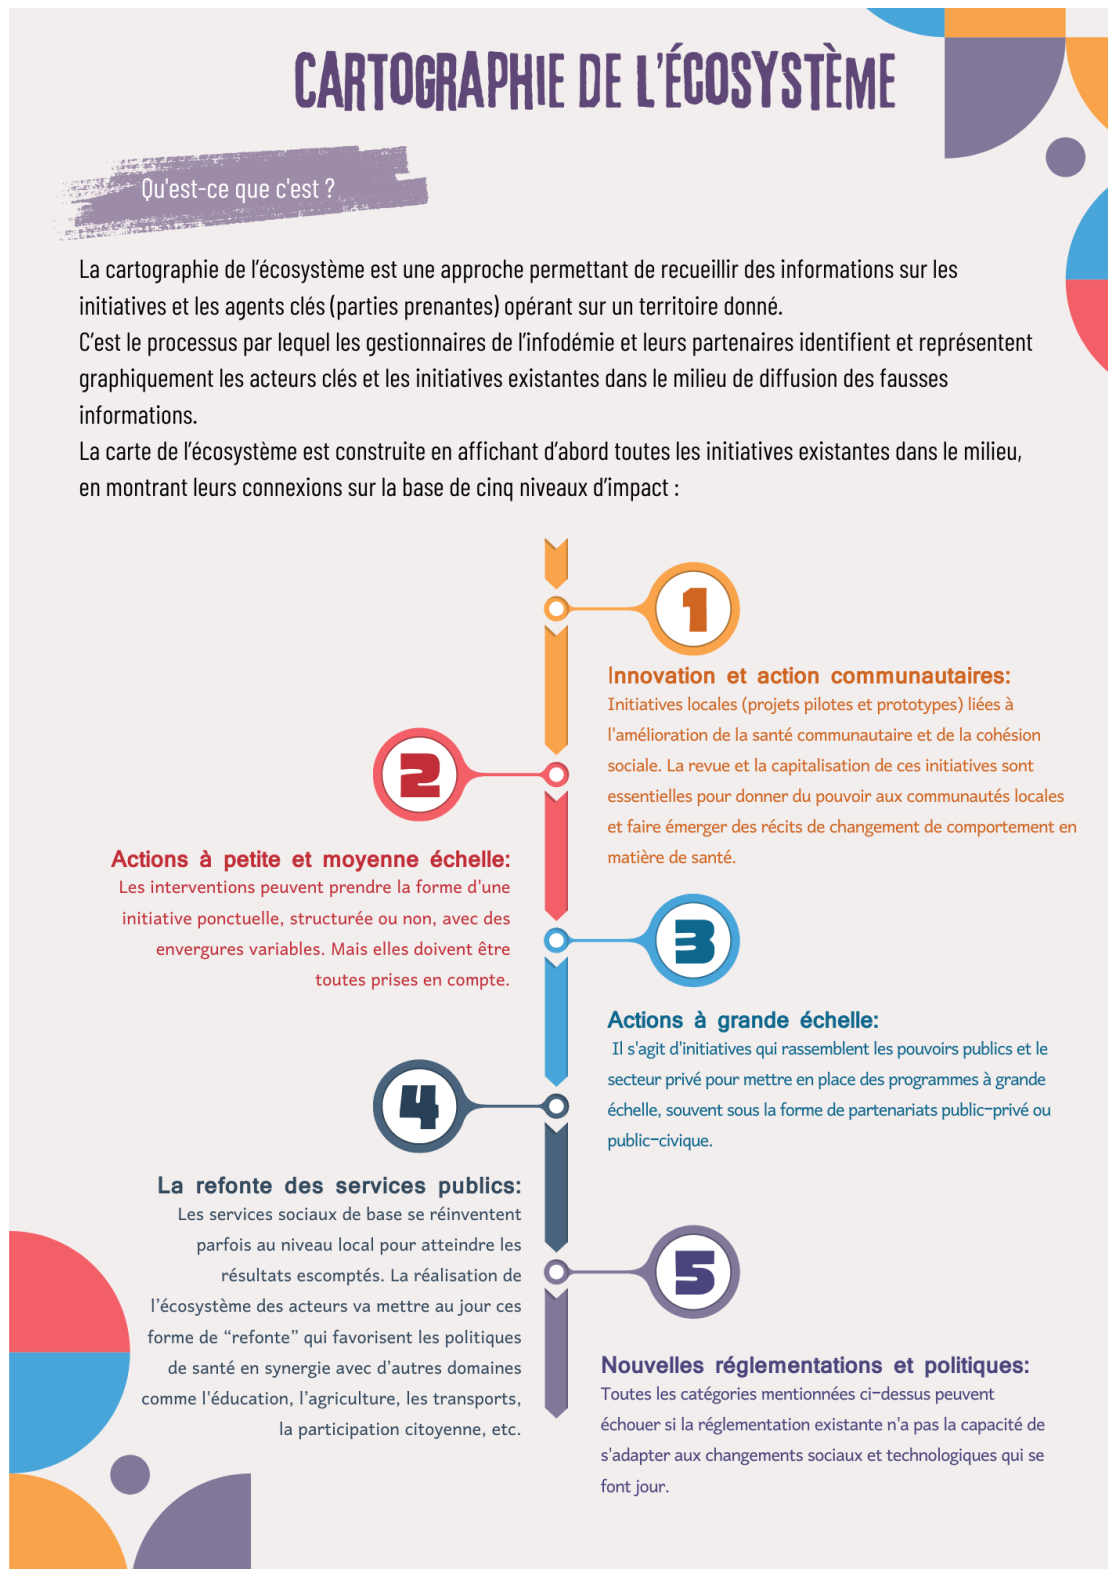 CARTOGRAPHIE DE L'ÉCOSYSTÈME
Qu'est-ce que c'est ?
La cartographie de l’écosystème est une approche permettant de recueillir des informations sur les
initiatives et les agents clés (parties prenantes) opérant sur un territoire donné.
C’est le processus par lequel les gestionnaires de l’infodémie et leurs partenaires identifient et représentent
graphiquement les acteurs clés et les initiatives existantes dans le milieu de diffusion des fausses
informations.
La carte de l’écosystème est construite en affichant d’abord toutes les initiatives existantes dans le milieu,
en montrant leurs connexions sur la base de cinq niveaux d’impact :
1
Innovation et action communautaires:
Initiatives locales (projets pilotes et prototypes) liées à
l'amélioration de la santé communautaire et de la cohésion
sociale. La revue et la capitalisation de ces initiatives sont
essentielles pour donner du pouvoir aux communautés locales
et faire émerger des récits de changement de comportement en
matière de santé.
2
Actions à petite et moyenne échelle:
Les interventions peuvent prendre la forme d'une
initiative ponctuelle, structurée ou non, avec des
envergures variables. Mais elles doivent être
toutes prises en compte.
3
Actions à grande échelle:
Il s'agit d'initiatives qui rassemblent les pouvoirs publics et le
secteur privé pour mettre en place des programmes à grande
échelle, souvent sous la forme de partenariats public-privé ou
public-civique.
4
La refonte des services publics:
Les services sociaux de base se réinventent
parfois au niveau local pour atteindre les
résultats escomptés. La réalisation de
l’écosystème des acteurs va mettre au jour ces
forme de “refonte” qui favorisent les politiques
de santé en synergie avec d’autres domaines
comme l'éducation, l’agriculture, les transports,
la participation citoyenne, etc.
5
Nouvelles réglementations et politiques:
Toutes les catégories mentionnées ci-dessus peuvent
échouer si la réglementation existante n'a pas la capacité de
s'adapter aux changements sociaux et technologiques qui se
font jour.